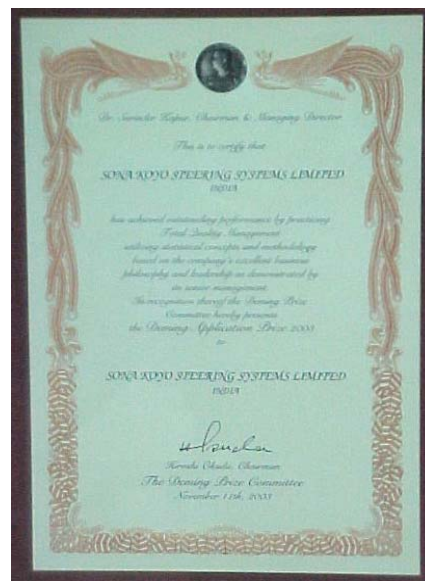 Dr. Surinder Kapur, Chairman & Managing Director
This is to certify that
SONA KOYO STEERING SYSTEMS LIMITED
INDIA
has achieved outstanding performance by practising
Total Quality Management
utilising statistical concepts and methodology
based on the company's excellent business
philosophy and leadership as demonstrated by
its senior management.
In recognition thereof the Deming Prize
Committee hereby presents
the Deming Application Prize 2003
to
SONA KOYO STEERING SYSTEMS LIMITED
INDIA
Hiroshi Okuda, Chairman
The Deming Prize Committee
November 11th, 2003